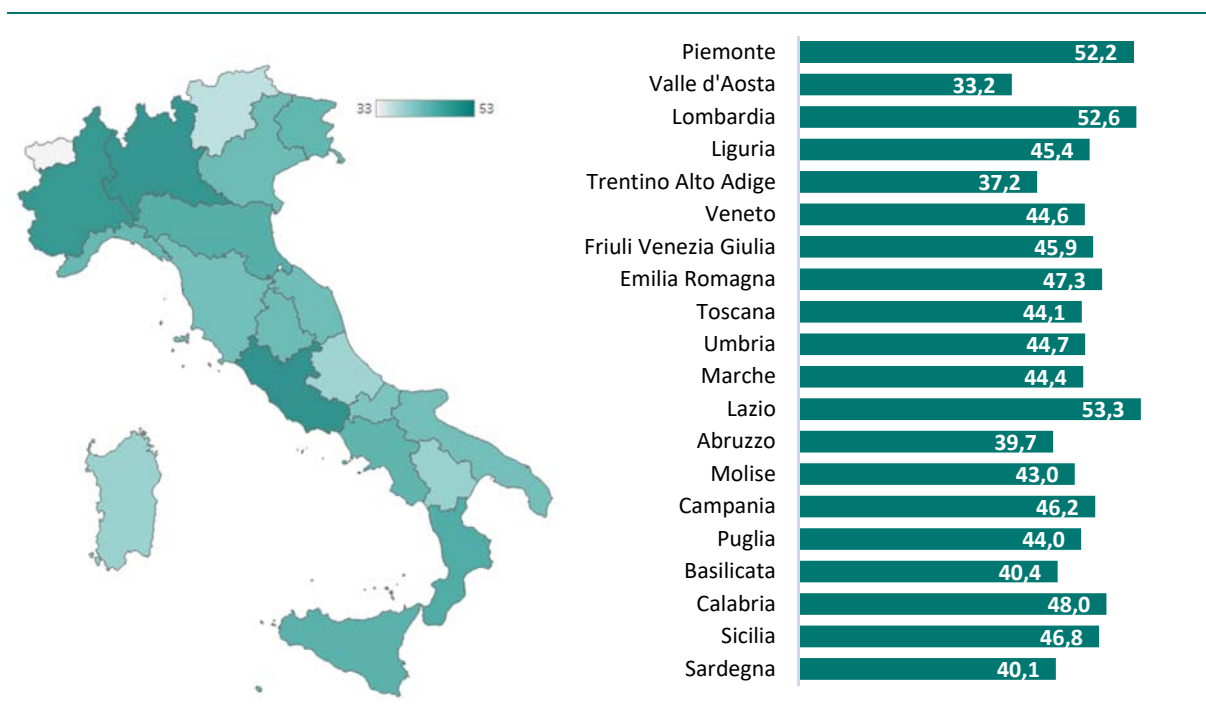 33 53
Piemonte 52,2
Valle d'Aosta 33,2
Lombardia 52,6
Liguria 45,4
Trentino Alto Adige 37,2
Veneto 44,6
Friuli Venezia Giulia 45,9
Emilia Romagna 47,3
Toscana 44,1
Umbria 44,7
Marche 44,4
Lazio 53,3
Abruzzo 39,7
Molise 43,0
Campania 46,2
Puglia 44,0
Basilicata 40,4
Calabria 48,0
Sicilia 46,8
Sardegna 40,1